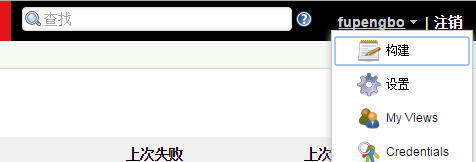 查找
fupengbo | 注销
构建
设置
My Views
Credentials
上次失败 上次